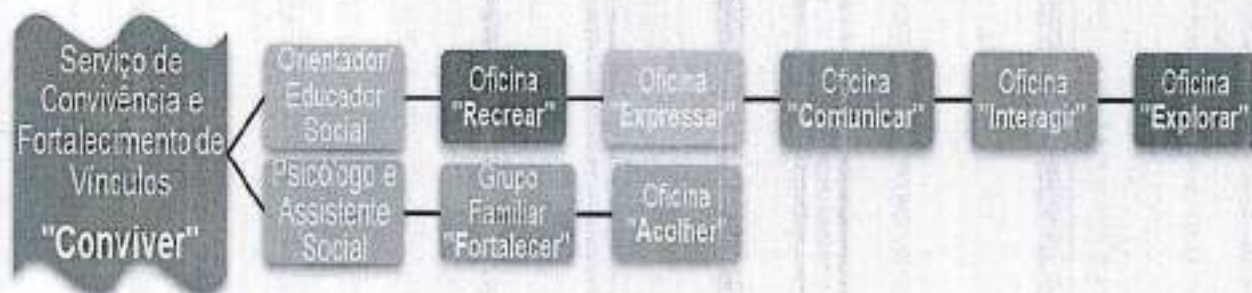 Serviço de
Convivência e
Fortalecimento de
Vínculos
"Conviver"
Orientador/
Educador
Social
Oficina
"Recrear"
Oficina
"Expressar"
Oficina
"Comunicar"
Oficina
"Interagir"
Oficina
"Explorar"
Psicólogo e
Assistente
Social
Grupo
Familiar
"Fortalecer"
Oficina
"Acolher"